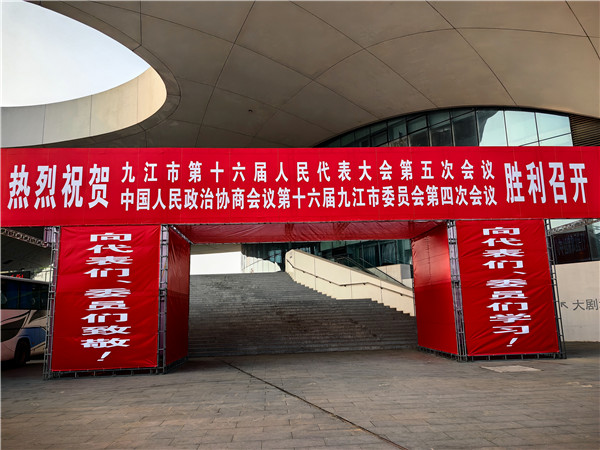 热烈祝贺
九江市第十六届人民代表大会第五次会议
中国人民政治协商会议第十六届九江市委员会第四次会议
胜利召开
向代表们、委员们致敬！
向代表们、委员们学习！
←大剧